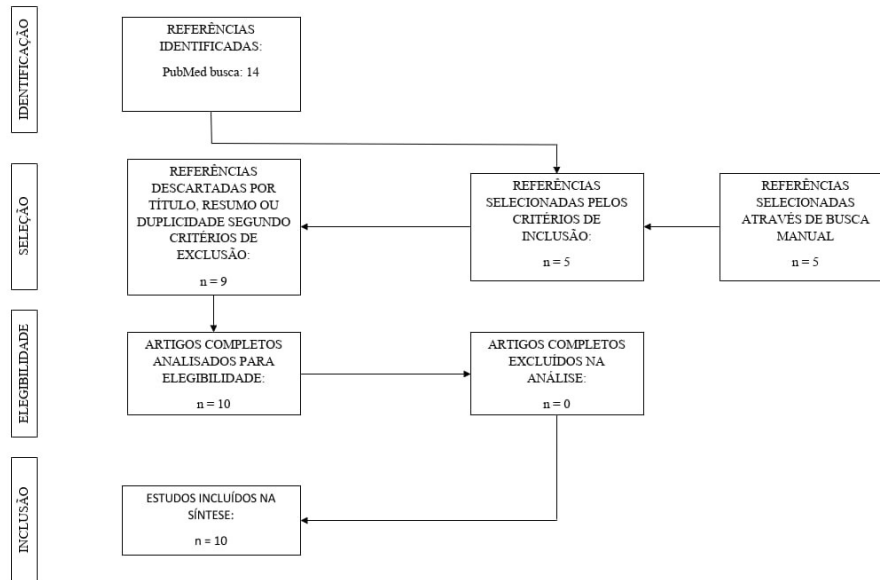 IDENTIFICAÇÃO
REFERÊNCIAS
IDENTIFICADAS:
PubMed busca: 14
SELEÇÃO
REFERÊNCIAS
DESCARTADAS POR
TÍTULO, RESUMO OU
DUPLICIDADE SEGUNDO
CRITÉRIOS DE
EXCLUSÃO:
n = 9
REFERÊNCIAS
SELECIONADAS PELOS
CRITÉRIOS DE
INCLUSÃO:
n = 5
REFERÊNCIAS
SELECIONADAS
ATRAVÉS DE BUSCA
MANUAL
n = 5
ELEGIBILIDADE
ARTIGOS COMPLETOS
ANALISADOS PARA
ELEGIBILIDADE:
n = 10
ARTIGOS COMPLETOS
EXCLUÍDOS NA
ANÁLISE:
n = 0
INCLUSÃO
ESTUDOS INCLUÍDOS NA
SÍNTESE:
n = 10